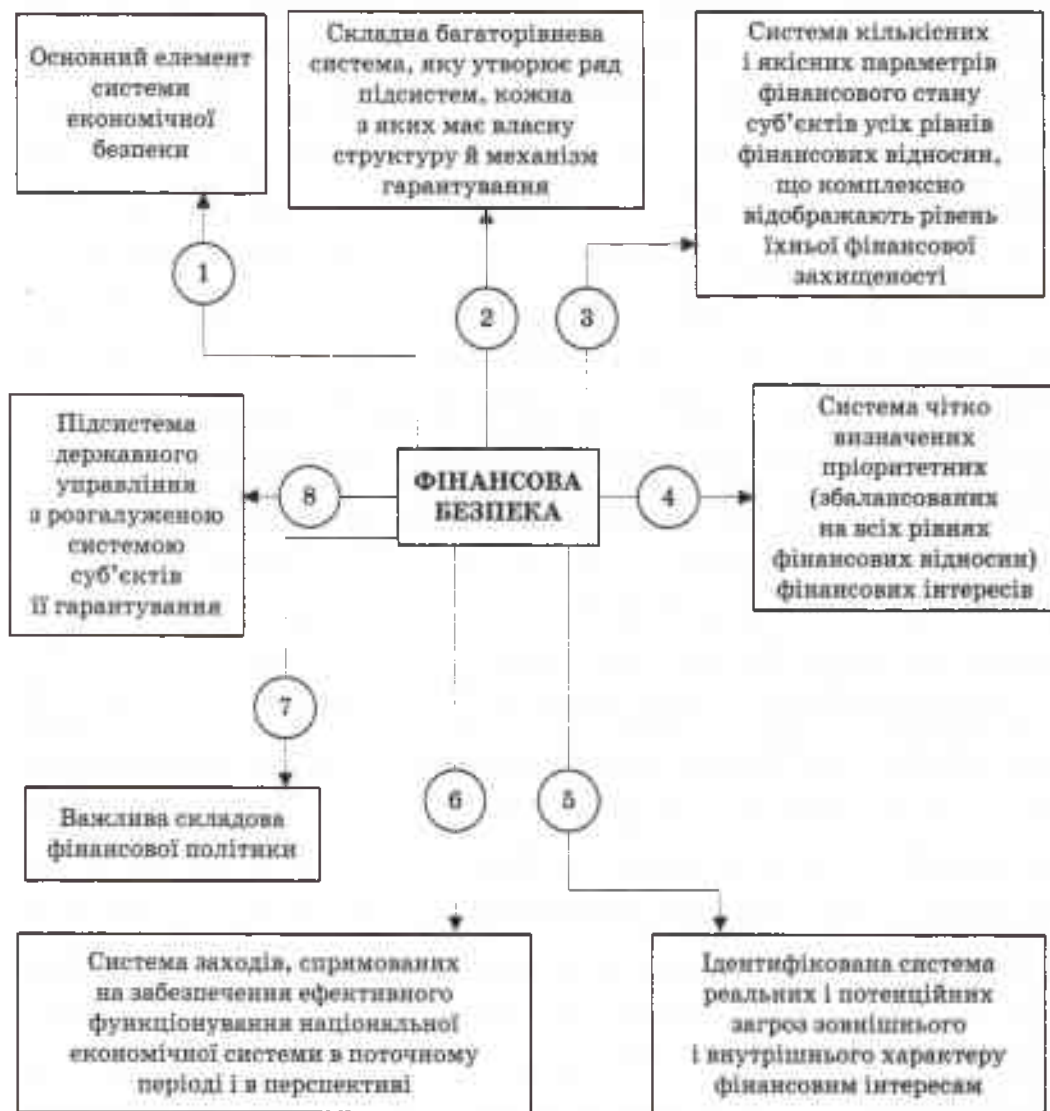 Основний елемент
системи
економічної
безпеки
Складна багаторівнева
система, яку утворює ряд
підсистем, кожна
з яких має власну
структуру й механізм
гарантування
Система кількісних
і якісних параметрів
фінансового стану
суб’єктів усіх рівнів
фінансових відносин,
що комплексно
відображають рівень
їхньої фінансової
захищеності
1
2
3
Підсистема
державного
управління
з розгалуженою
системою
суб’єктів
її гарантування
8
ФІНАНСОВА
БЕЗПЕКА
4
Система чітко
визначених
пріоритетних
(збалансованих
на всіх рівнях
фінансових відносин)
фінансових інтересів
7
6
5
Важлива складова
фінансової політики
Система заходів, спрямованих
на забезпечення ефективного
функціонування національної
економічної системи в поточному
періоді і в перспективі
Ідентифікована система
реальних і потенційних
загроз зовнішнього
і внутрішнього характеру
фінансовим інтересам